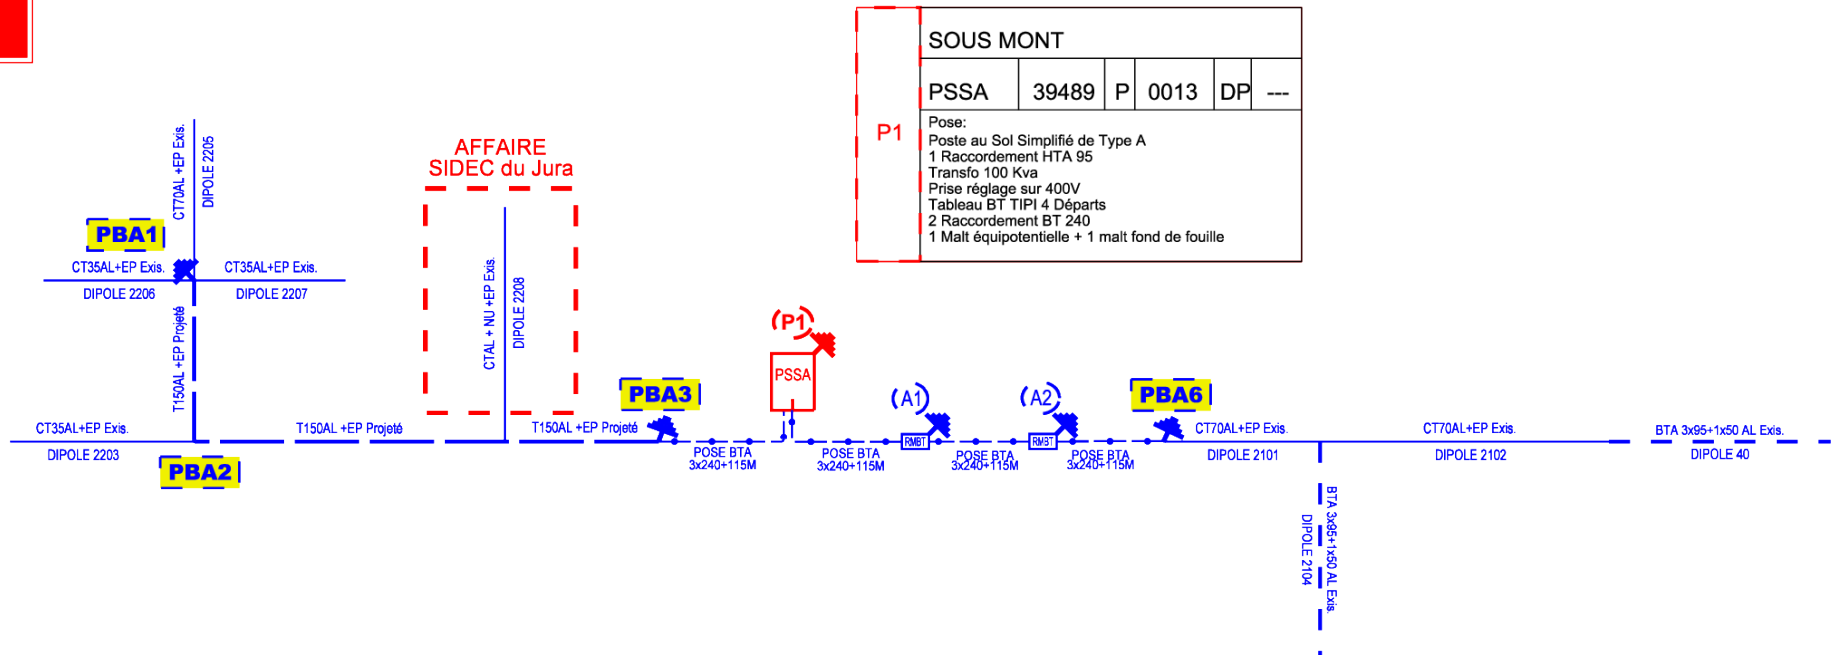 SOUS MONT
PSSA 39489 P 0013 DP ---
P1
Pose:
Poste au Sol Simplifié de Type A
1 Raccordement HTA 95
Transfo 100 Kva
Prise réglage sur 400V
Tableau BT TIPI 4 Départs
2 Raccordement BT 240
1 Malt équipotentielle + 1 malt fond de fouille
CT70AL +EP Exis.
DIPOLE 2205
PBA1
CT35AL+EP Exis.
DIPOLE 2206
CT35AL+EP Exis.
DIPOLE 2207
T150AL +EP Projeté
AFFAIRE
SIDEC du Jura
CTAL + NU +EP Exis.
DIPOLE 2208
CT35AL+EP Exis.
DIPOLE 2203
PBA2
T150AL +EP Projeté
T150AL +EP Projeté
PBA3
(P1)
PSSA
POSE BTA
3x240+115M
POSE BTA
3x240+115M
(A1)
RMBT
POSE BTA
3x240+115M
(A2)
RMBT
POSE BTA
3x240+115M
PBA6
CT70AL+EP Exis.
DIPOLE 2101
CT70AL+EP Exis.
DIPOLE 2102
BTA 3x95+1x50 AL Exis.
DIPOLE 40
BTA 3x95+1x50 AL Exis.
DIPOLE 2104